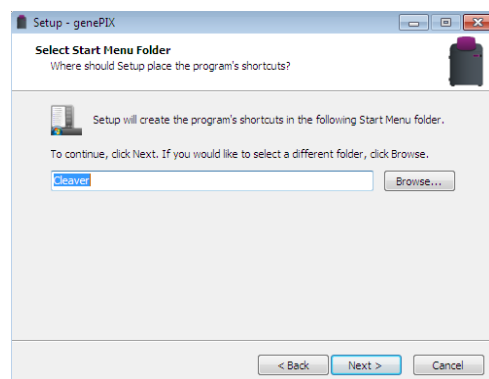 Setup - genePIX
Select Start Menu Folder
Where should Setup place the program's shortcuts?
Setup will create the program's shortcuts in the following Start Menu folder.
To continue, click Next. If you would like to select a different folder, click Browse.
Cleaver
Browse...
< Back
Next >
Cancel